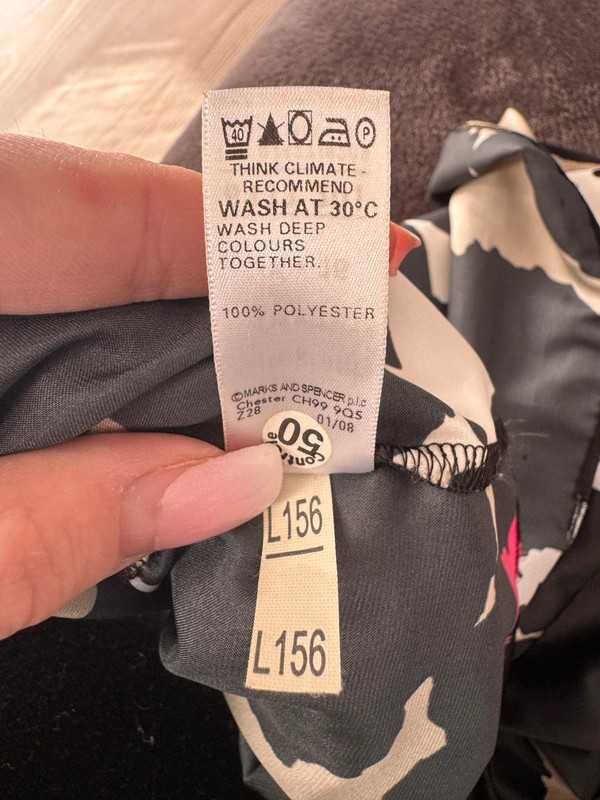 40 P
THINK CLIMATE -
RECOMMEND
WASH AT 30°C
WASH DEEP
COLOURS
TOGETHER.
100% POLYESTER
©MARKS AND SPENCER p.l.c
Chester CH99 9QS
Z28 01/08
50
L156
L156